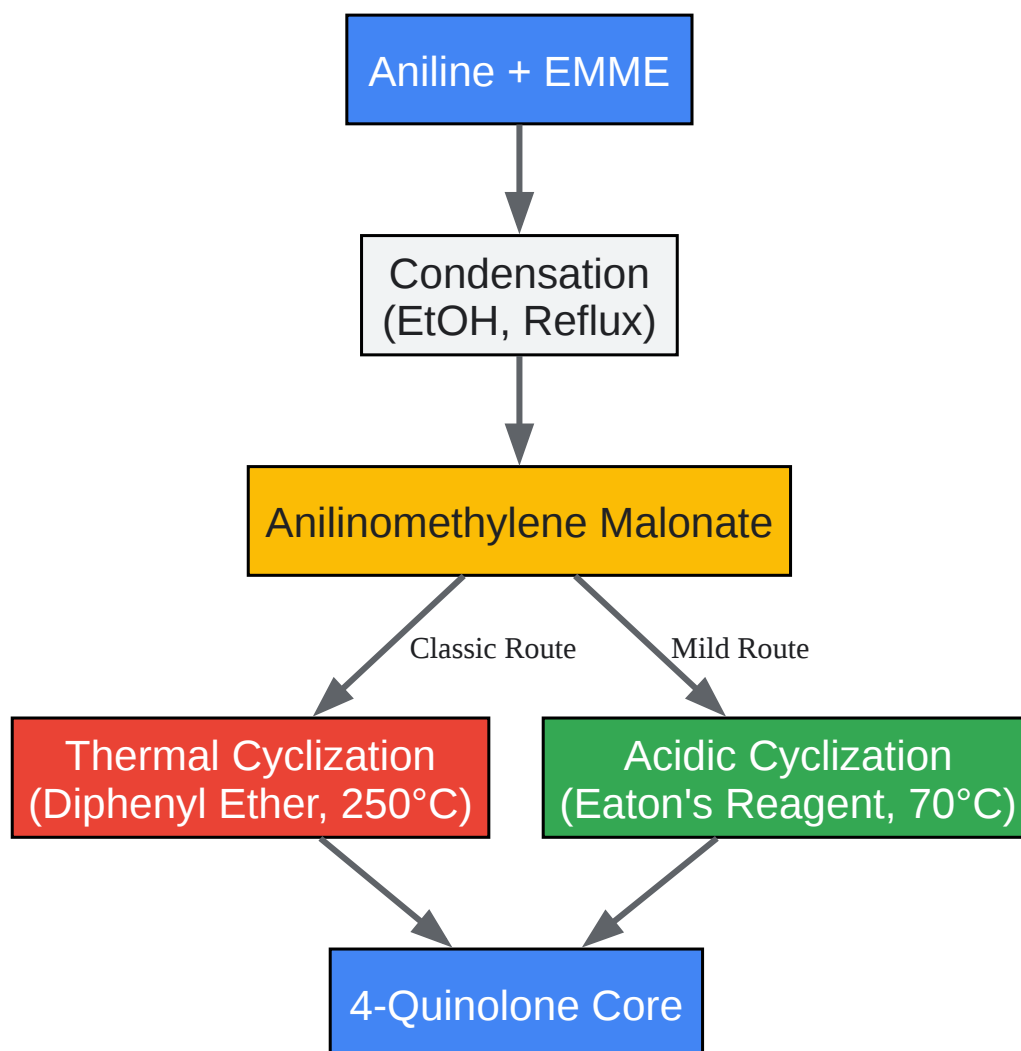 Aniline + EMME
Condensation
(EtOH, Reflux)
Anilinomethylene Malonate
Classic Route
Mild Route
Thermal Cyclization
(Diphenyl Ether, 250°C)
Acidic Cyclization
(Eaton's Reagent, 70°C)
4-Quinolone Core